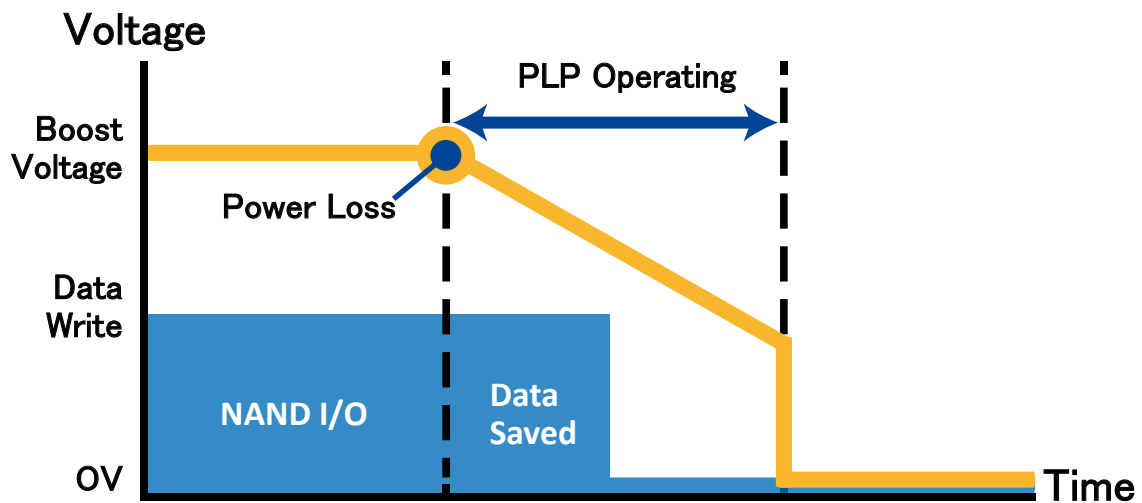 Voltage
PLP Operating
Boost
Voltage
Power Loss
Data
Write
NAND I/O
Data
Saved
0V
Time